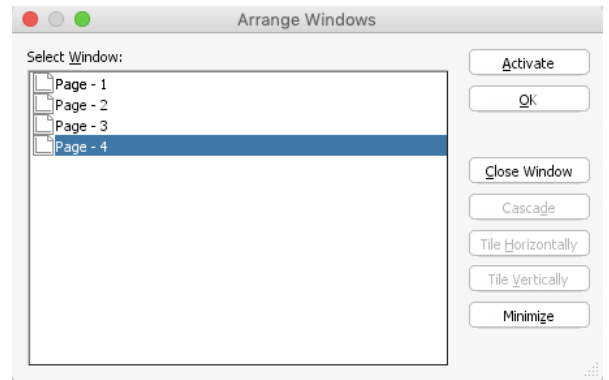 Arrange Windows
Select Window:
Page - 1
Page - 2
Page - 3
Page - 4
Activate
OK
Close Window
Cascade
Tile Horizontally
Tile Vertically
Minimize